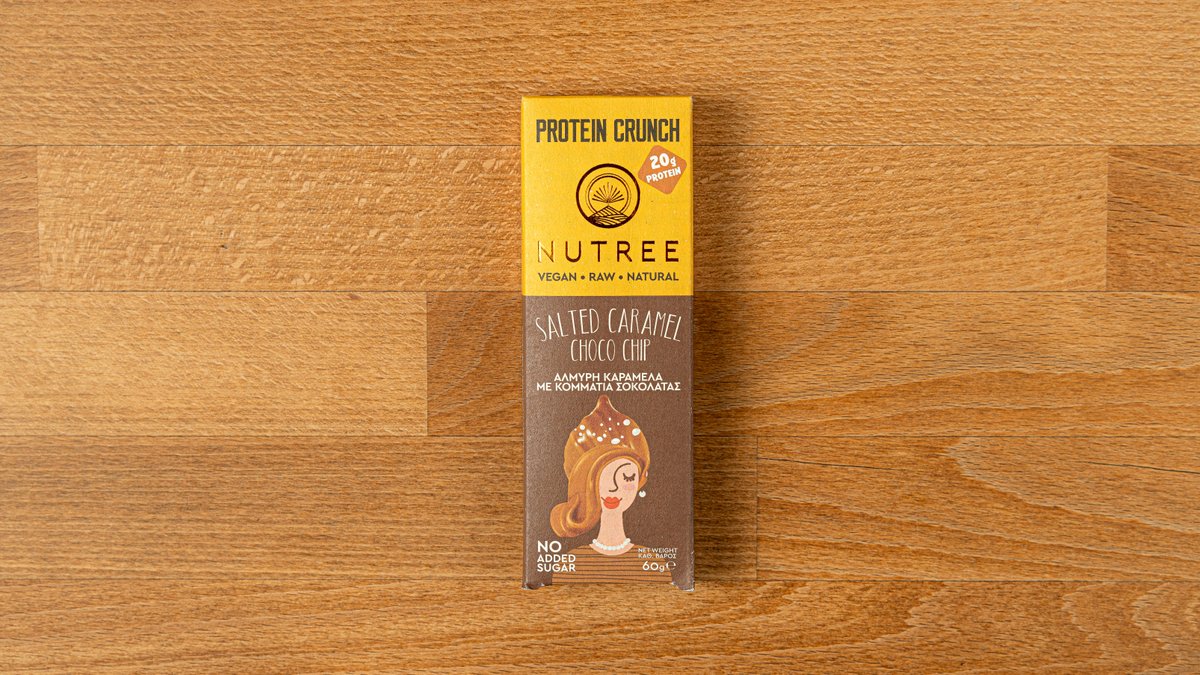 PROTEIN CRUNCH
20g
PROTEIN
NUTREE
VEGAN • RAW • NATURAL
SALTED CARAMEL
CHOCO CHIP
ΑΛΜΥΡΗ ΚΑΡΑΜΕΛΑ
ΜΕ ΚΟΜΜΑΤΙΑ ΣΟΚΟΛΑΤΑΣ
NO
ADDED
SUGAR
NET WEIGHT
ΚΑΘ. ΒΑΡΟΣ
60g℮